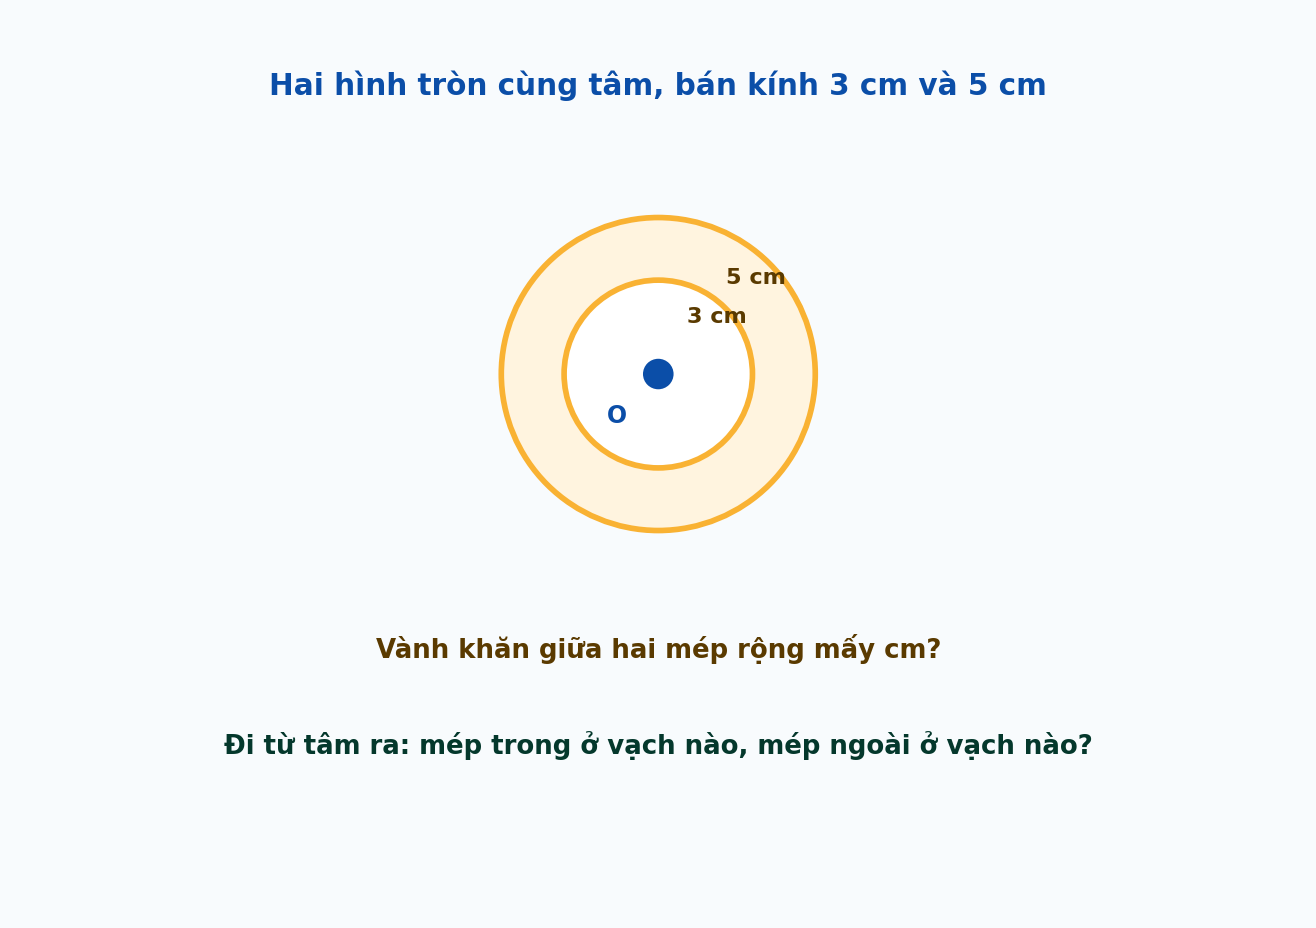 Hai hình tròn cùng tâm, bán kính 3 cm và 5 cm
5 cm
3 cm
O
Vành khăn giữa hai mép rộng mấy cm?
Đi từ tâm ra: mép trong ở vạch nào, mép ngoài ở vạch nào?